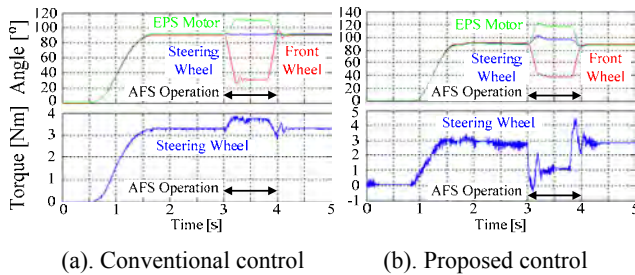 Angle [°]
120
100
80
60
40
20
0
EPS Motor
Steering Wheel
Front Wheel
AFS Operation
Torque [Nm]
4
3
2
1
0
Steering Wheel
AFS Operation
0 1 2 3 4 5
Time [s]
(a). Conventional control
120
100
80
60
40
20
0
EPS Motor
Steering Wheel
Front Wheel
AFS Operation
5
4
3
2
1
0
-1
Steering Wheel
AFS Operation
0 1 2 3 4 5
Time [s]
(b). Proposed control